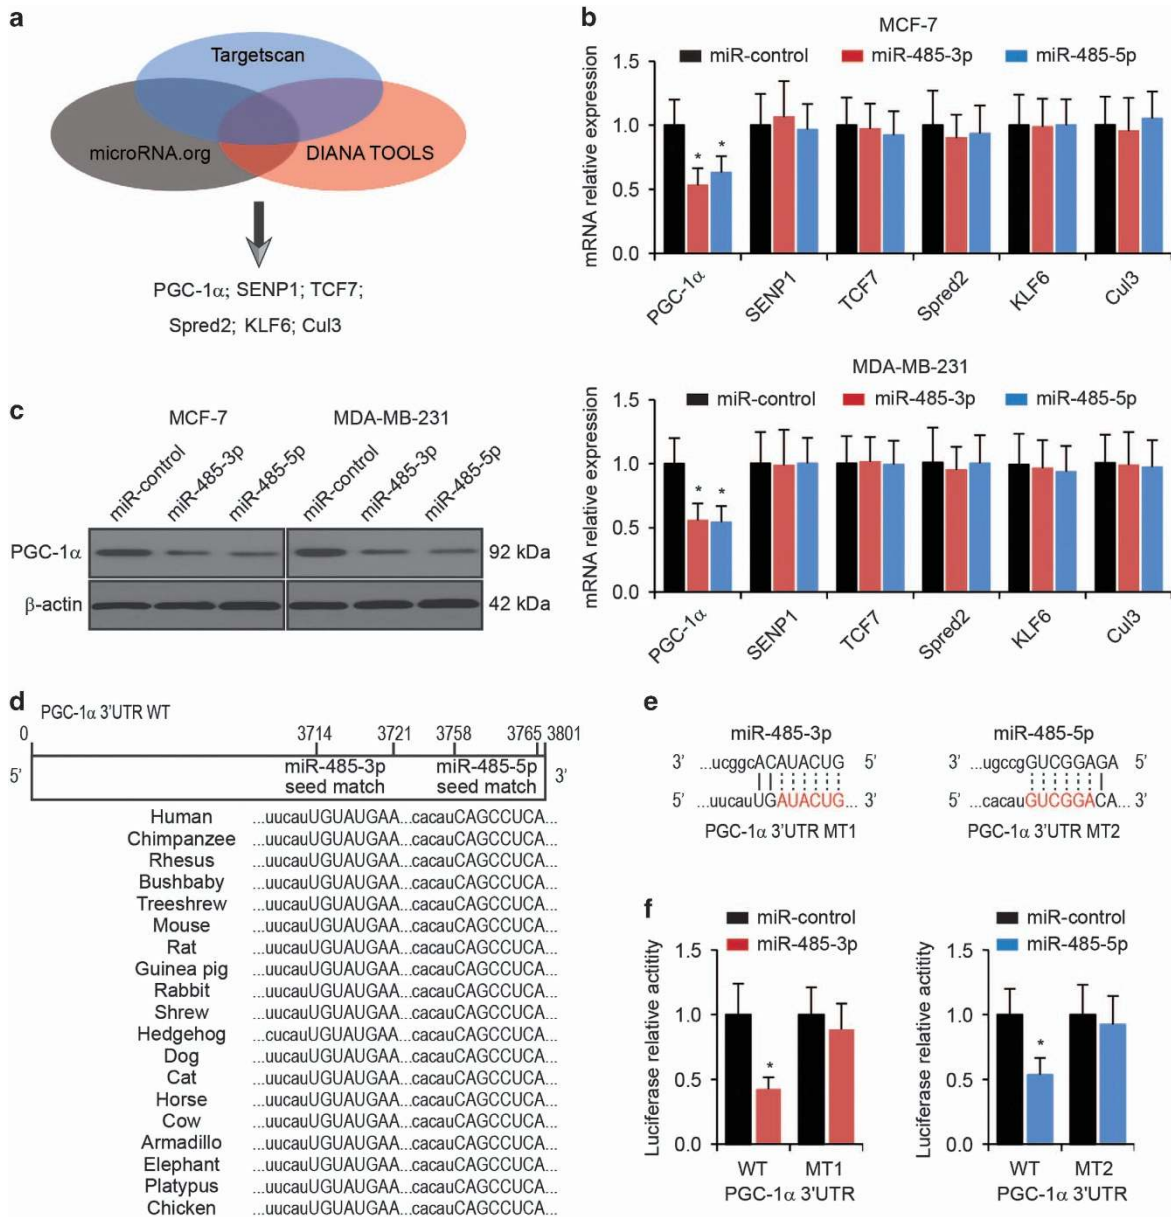 a
Targetscan
microRNA.org
DIANA TOOLS
PGC-1α; SENP1; TCF7;
Spred2; KLF6; Cul3
b
MCF-7
miR-control miR-485-3p miR-485-5p
mRNA relative expression
1.5
1.0
0.5
0.0
* *
PGC-1α SENP1 TCF7 Spred2 KLF6 Cul3
MDA-MB-231
miR-control miR-485-3p miR-485-5p
mRNA relative expression
1.5
1.0
0.5
0.0
* *
PGC-1α SENP1 TCF7 Spred2 KLF6 Cul3
c
MCF-7 MDA-MB-231
miR-control miR-485-3p miR-485-5p miR-control miR-485-3p miR-485-5p
PGC-1α 92 kDa
β-actin 42 kDa
d
PGC-1α 3'UTR WT
0 3714 3721 3758 3765 3801
5' miR-485-3p miR-485-5p 3'
seed match seed match
Human ...uucauUGUAUGAA...cacauCAGCCUCA...
Chimpanzee ...uucauUGUAUGAA...cacauCAGCCUCA...
Rhesus ...uucauUGUAUGAA...cacauCAGCCUCA...
Bushbaby ...uucauUGUAUGAA...cacauCAGCCUCA...
Treeshrew ...uucauUGUAUGAA...cacauCAGCCUCA...
Mouse ...uucauUGUAUGAA...cacauCAGCCUCA...
Rat ...uucauUGUAUGAA...cacauCAGCCUCA...
Guinea pig ...uucauUGUAUGAA...cacauCAGCCUCA...
Rabbit ...uucauUGUAUGAA...cacauCAGCCUCA...
Shrew ...uucauUGUAUGAA...cacauCAGCCUCA...
Hedgehog ...cucauUGUAUGAA...cacauCAGCCUCA...
Dog ...uucauUGUAUGAA...cacauCAGCCUCA...
Cat ...uucauUGUAUGAA...cacauCAGCCUCA...
Horse ...uucauUGUAUGAA...cacauCAGCCUCA...
Cow ...uucauUGUAUGAA...cacauCAGCCUCA...
Armadillo ...uucauUGUAUGAA...cacauCAGCCUCA...
Elephant ...uucauUGUAUGAA...cacauCAGCCUCA...
Platypus ...uucauUGUAUGAA...cacauCAGCCUCA...
Chicken ...uucauUGUAUGAA...cacauCAGCCUCA...
e
miR-485-3p
3' ...ucggcACAUACUG 5'
5' ...uucauUGAUACUG... 3'
PGC-1α 3'UTR MT1
miR-485-5p
3' ...ugccgGUCGGAGA 5'
5' ...cacauGUCGGACA... 3'
PGC-1α 3'UTR MT2
f
miR-control
miR-485-3p
Luciferase relative actitity
1.5
1.0
0.5
0.0
*
WT MT1
PGC-1α 3'UTR
miR-control
miR-485-5p
Luciferase relative actitity
1.5
1.0
0.5
0.0
*
WT MT2
PGC-1α 3'UTR